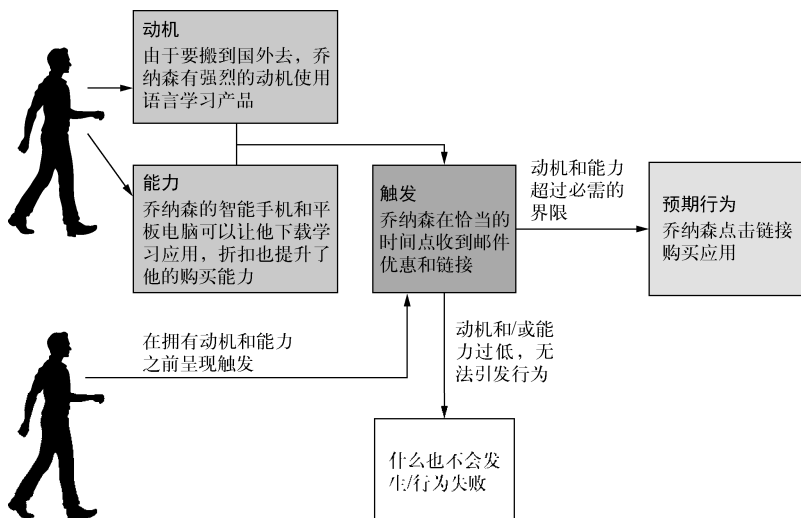 动机
由于要搬到国外去，乔
纳森有强烈的动机使用
语言学习产品
能力
乔纳森的智能手机和平
板电脑可以让他下载学
习应用，折扣也提升了
他的购买能力
触发
乔纳森在恰当的
时间点收到邮件
优惠和链接
动机和能力
超过必需的
界限
预期行为
乔纳森点击链接
购买应用
在拥有动机和能力
之前呈现触发
动机和/或能
力过低，无
法引发行为
什么也不会发
生/行为失败